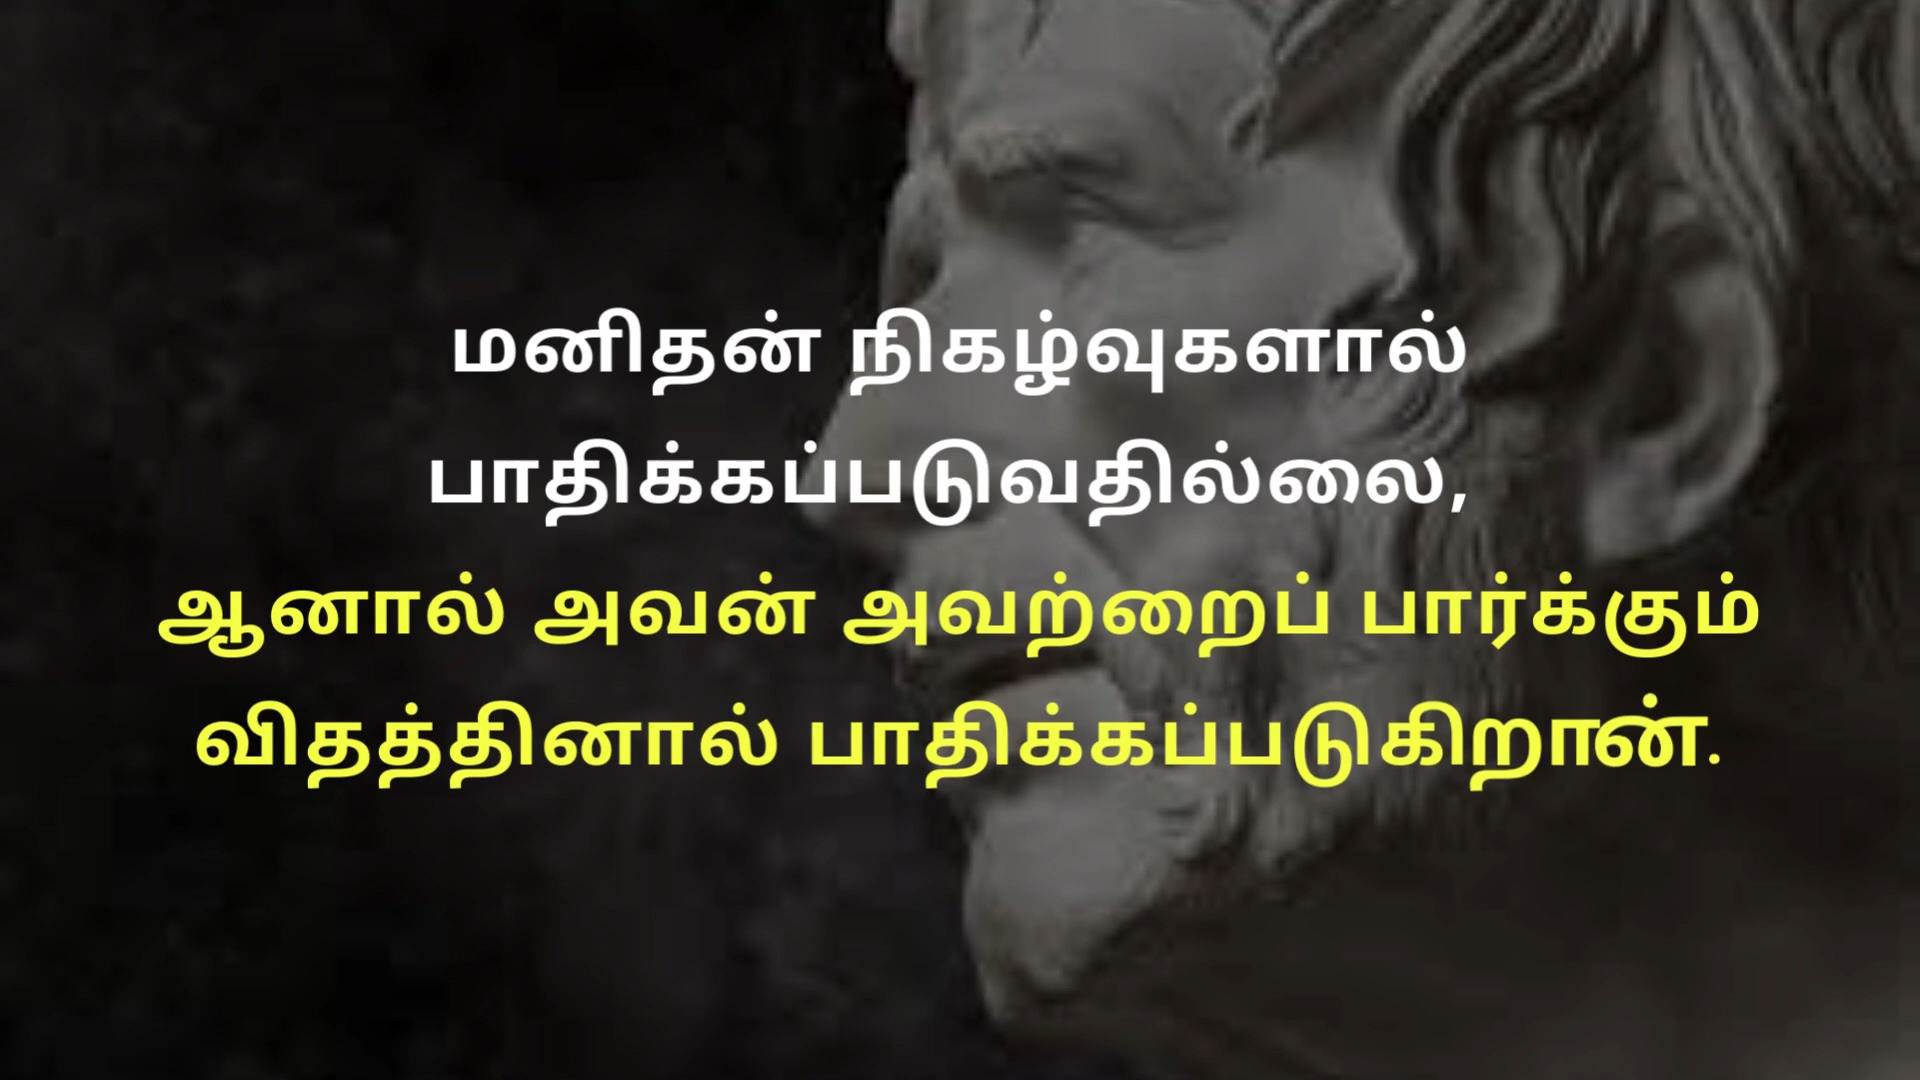 மனிதன் நிகழ்வுகளால்
பாதிக்கப்படுவதில்லை,
ஆனால் அவன் அவற்றைப் பார்க்கும்
விதத்தினால் பாதிக்கப்படுகிறான்.